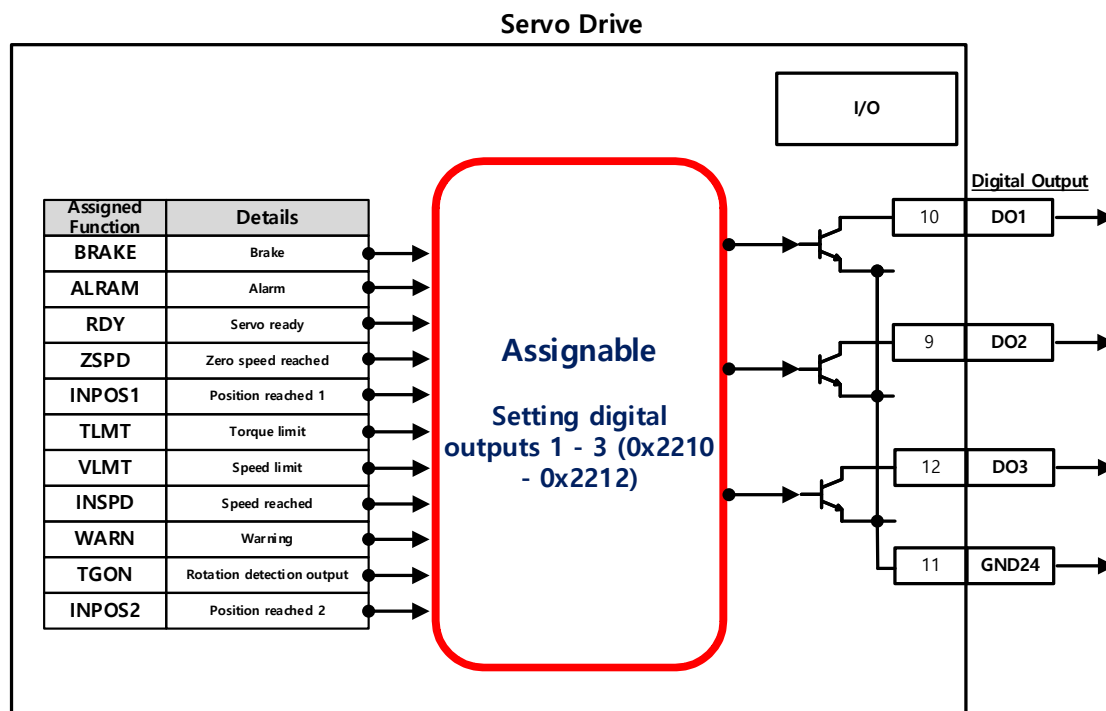 Servo Drive
I/O
Digital Output
Assigned
Function
Details
BRAKE
Brake
ALRAM
Alarm
RDY
Servo ready
ZSPD
Zero speed reached
INPOS1
Position reached 1
TLMT
Torque limit
VLMT
Speed limit
INSPD
Speed reached
WARN
Warning
TGON
Rotation detection output
INPOS2
Position reached 2
Assignable
Setting digital
outputs 1 - 3 (0x2210
- 0x2212)
10
DO1
9
DO2
12
DO3
11
GND24